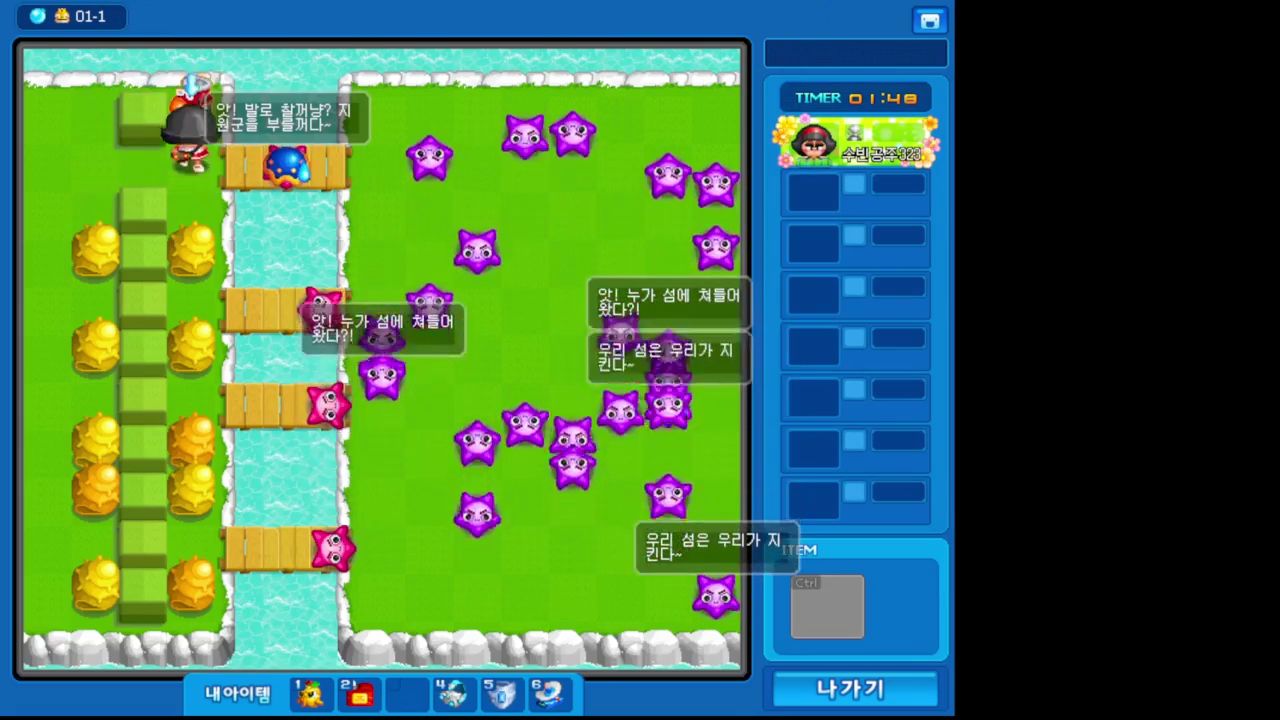 01-1
앗! 발로 찰꺼냥? 지
원군을 부를꺼다~
TIMER 01:48
수빈공주323
앗! 누가 섬에 쳐들어
왔다?!
앗! 누가 섬에 쳐들어
왔다?!
우리 섬은 우리가 지
킨다~
우리 섬은 우리가 지
킨다~
ITEM
Ctrl
내아이템
1
2
4
5
6
나가기